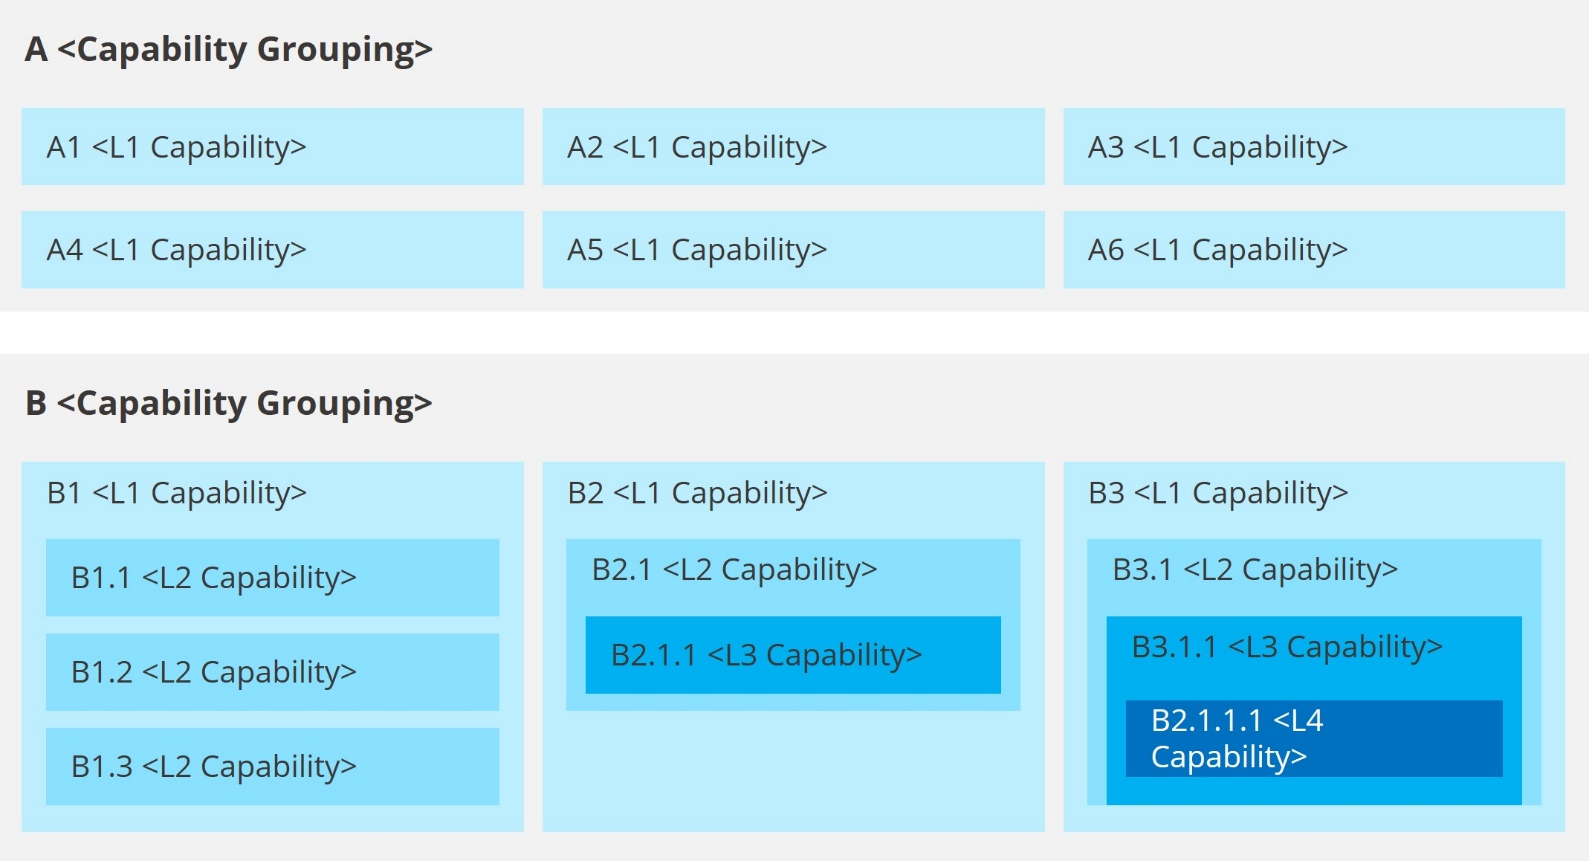 A <Capability Grouping>
A1 <L1 Capability>
A2 <L1 Capability>
A3 <L1 Capability>
A4 <L1 Capability>
A5 <L1 Capability>
A6 <L1 Capability>
B <Capability Grouping>
B1 <L1 Capability>
B1.1 <L2 Capability>
B1.2 <L2 Capability>
B1.3 <L2 Capability>
B2 <L1 Capability>
B2.1 <L2 Capability>
B2.1.1 <L3 Capability>
B3 <L1 Capability>
B3.1 <L2 Capability>
B3.1.1 <L3 Capability>
B2.1.1.1 <L4
Capability>